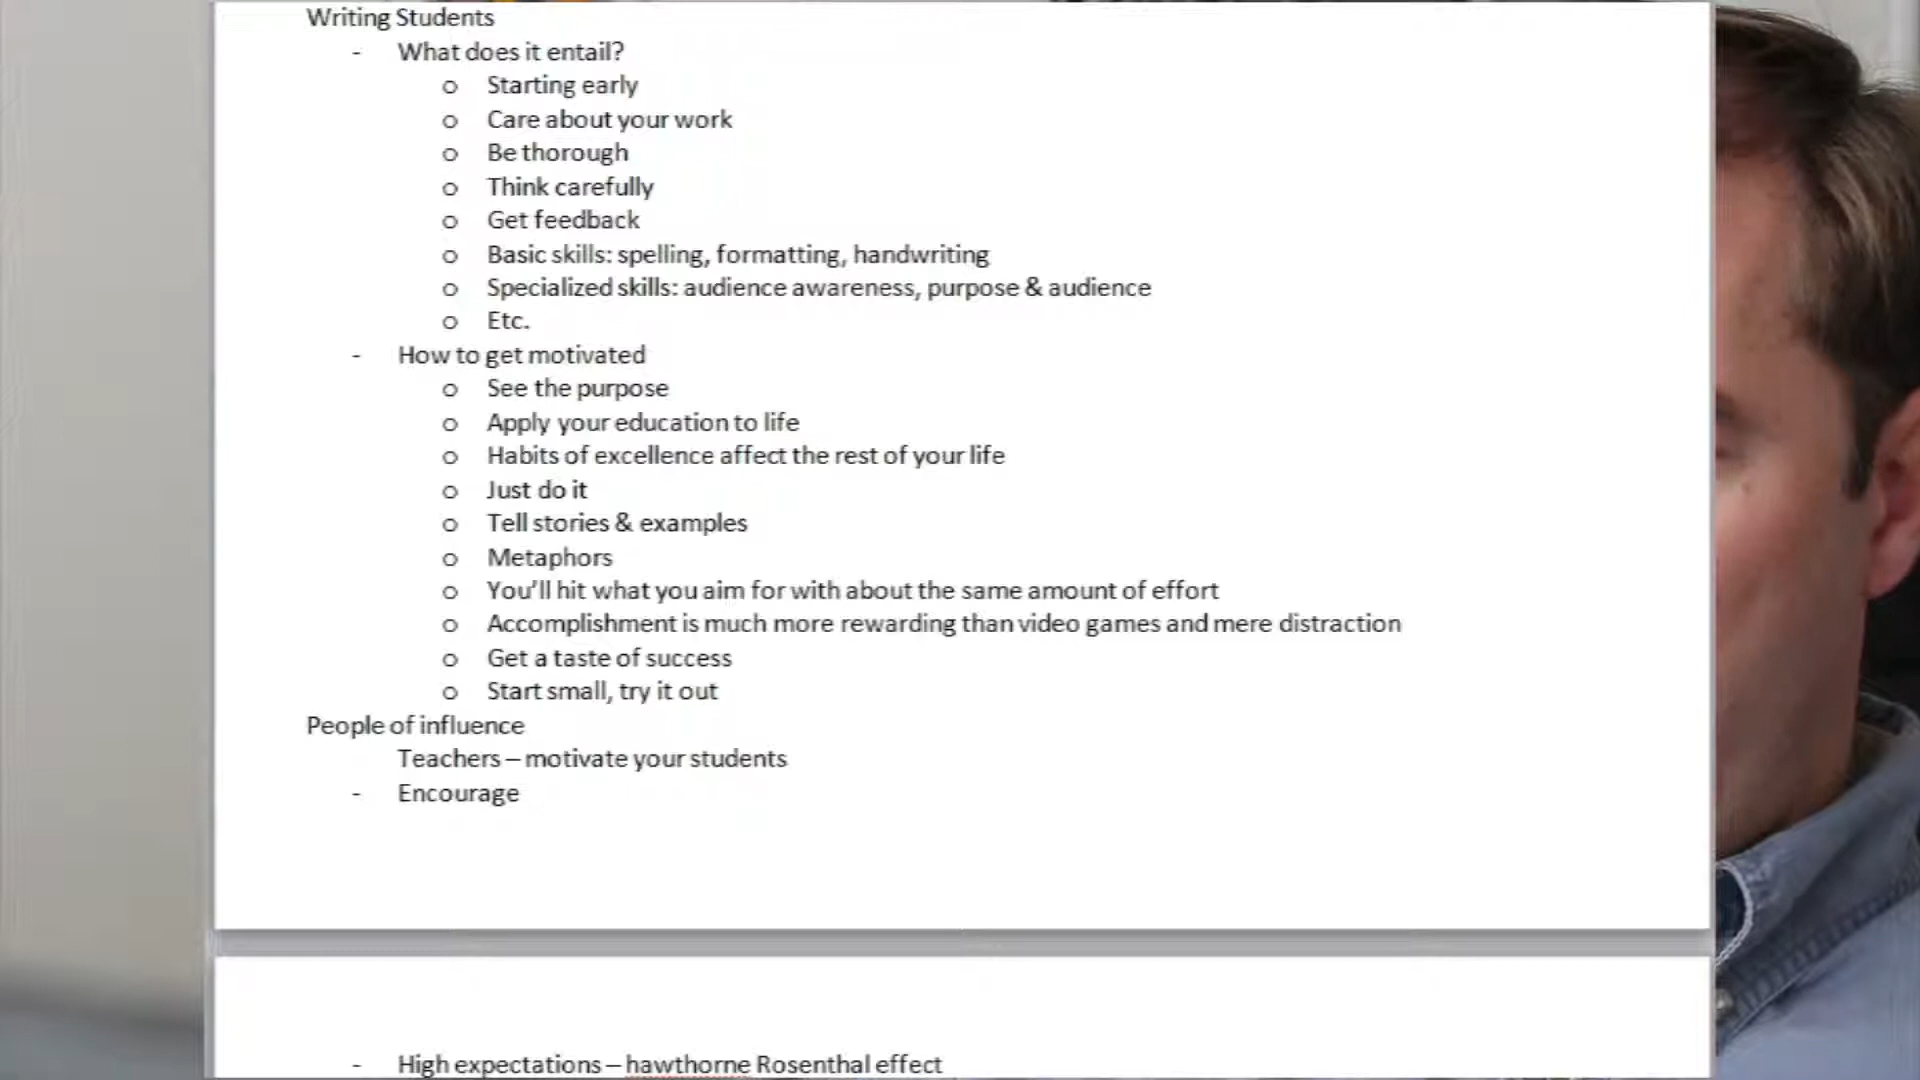 Writing Students
- What does it entail?
o Starting early
o Care about your work
o Be thorough
o Think carefully
o Get feedback
o Basic skills: spelling, formatting, handwriting
o Specialized skills: audience awareness, purpose & audience
o Etc.
- How to get motivated
o See the purpose
o Apply your education to life
o Habits of excellence affect the rest of your life
o Just do it
o Tell stories & examples
o Metaphors
o You'll hit what you aim for with about the same amount of effort
o Accomplishment is much more rewarding than video games and mere distraction
o Get a taste of success
o Start small, try it out
People of influence
Teachers – motivate your students
- Encourage
- High expectations – hawthorne Rosenthal effect